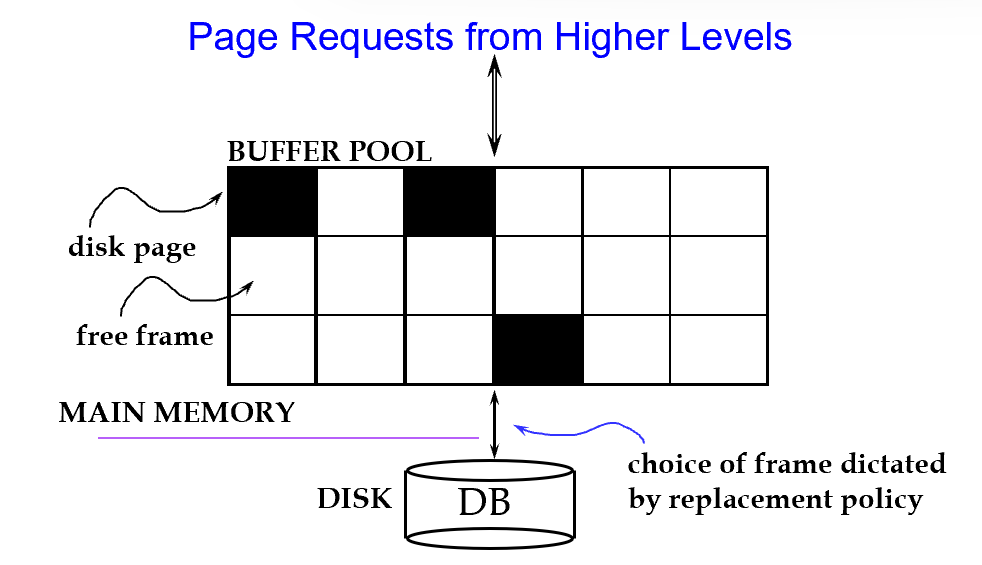 Page Requests from Higher Levels
BUFFER POOL
disk page
free frame
MAIN MEMORY
DISK
DB
choice of frame dictated
by replacement policy